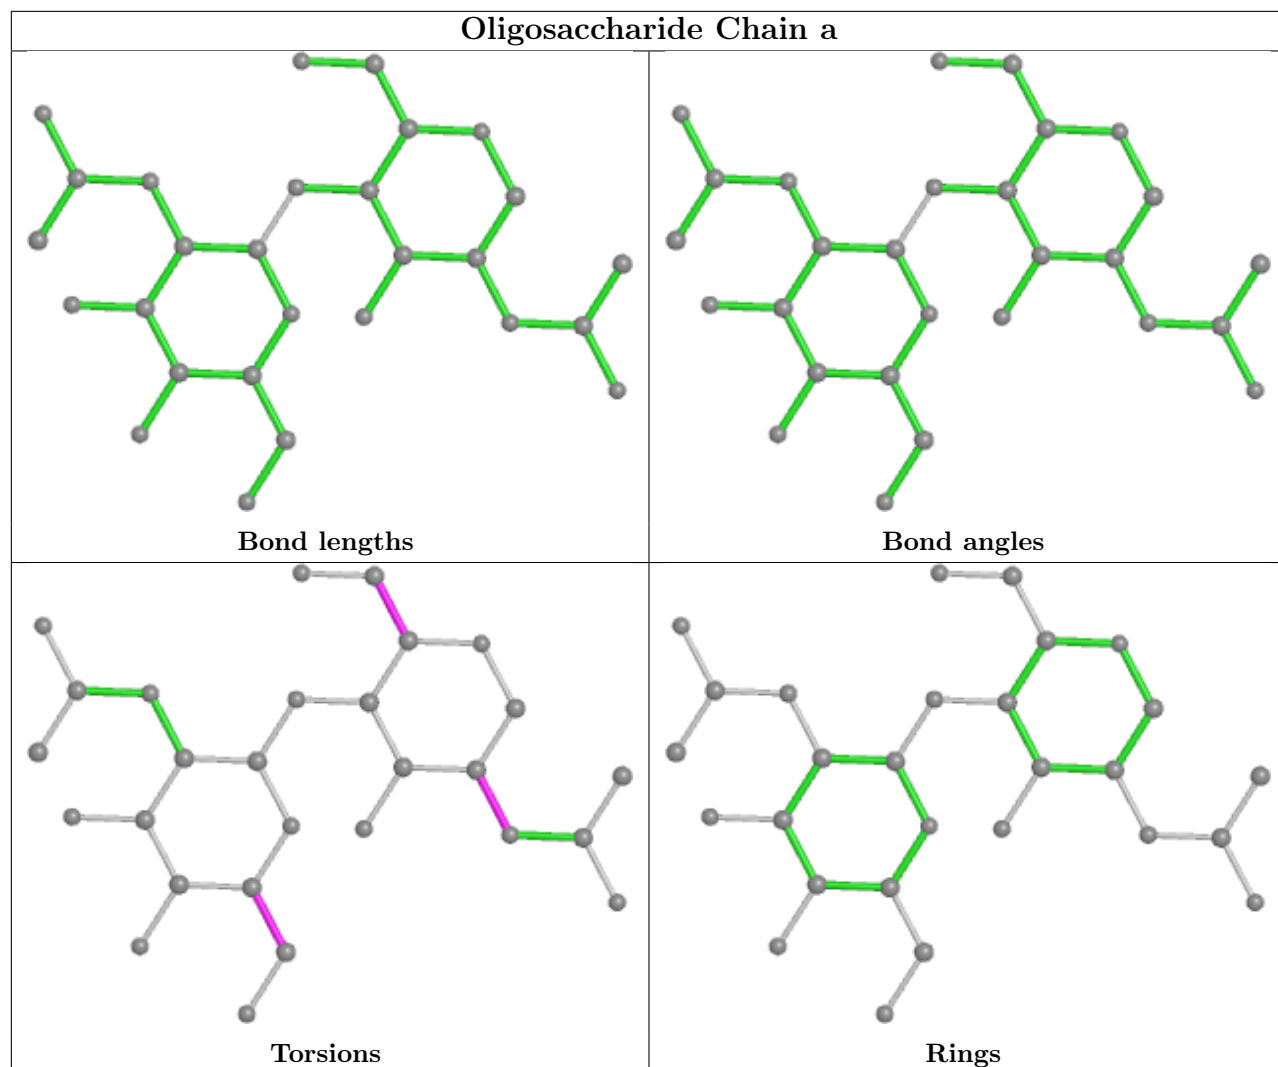 Oligosaccharide Chain a
Bond lengths
Bond angles
Torsions
Rings